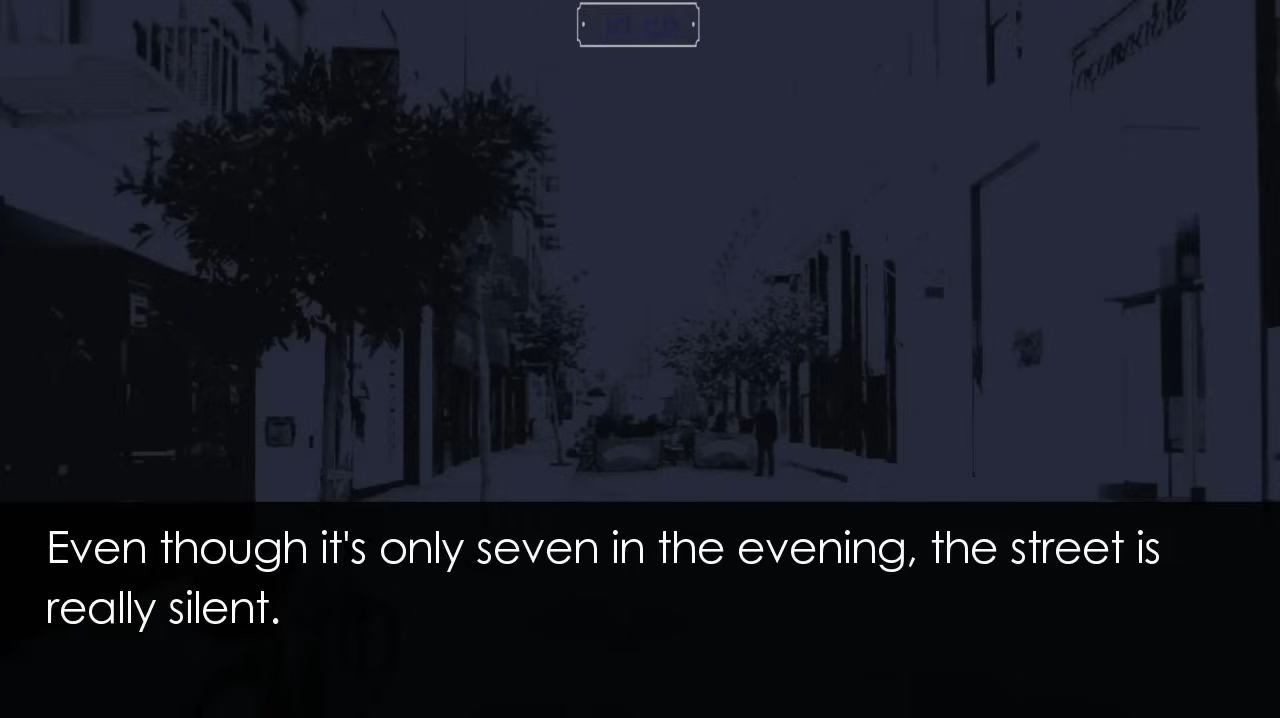 Even though it's only seven in the evening, the street is
really silent.